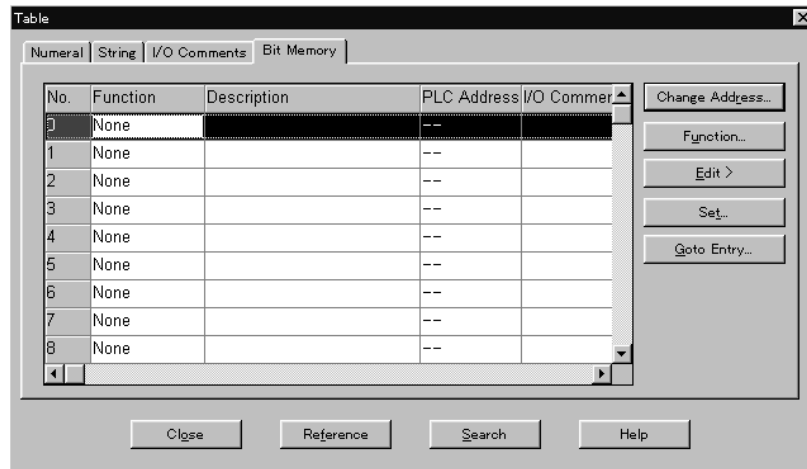 Table
Numeral String I/O Comments Bit Memory
No. Function Description PLC Address I/O Commen
0 None --
1 None --
2 None --
3 None --
4 None --
5 None --
6 None --
7 None --
8 None --
Change Address...
Function...
Edit >
Set...
Goto Entry...
Close Reference Search Help